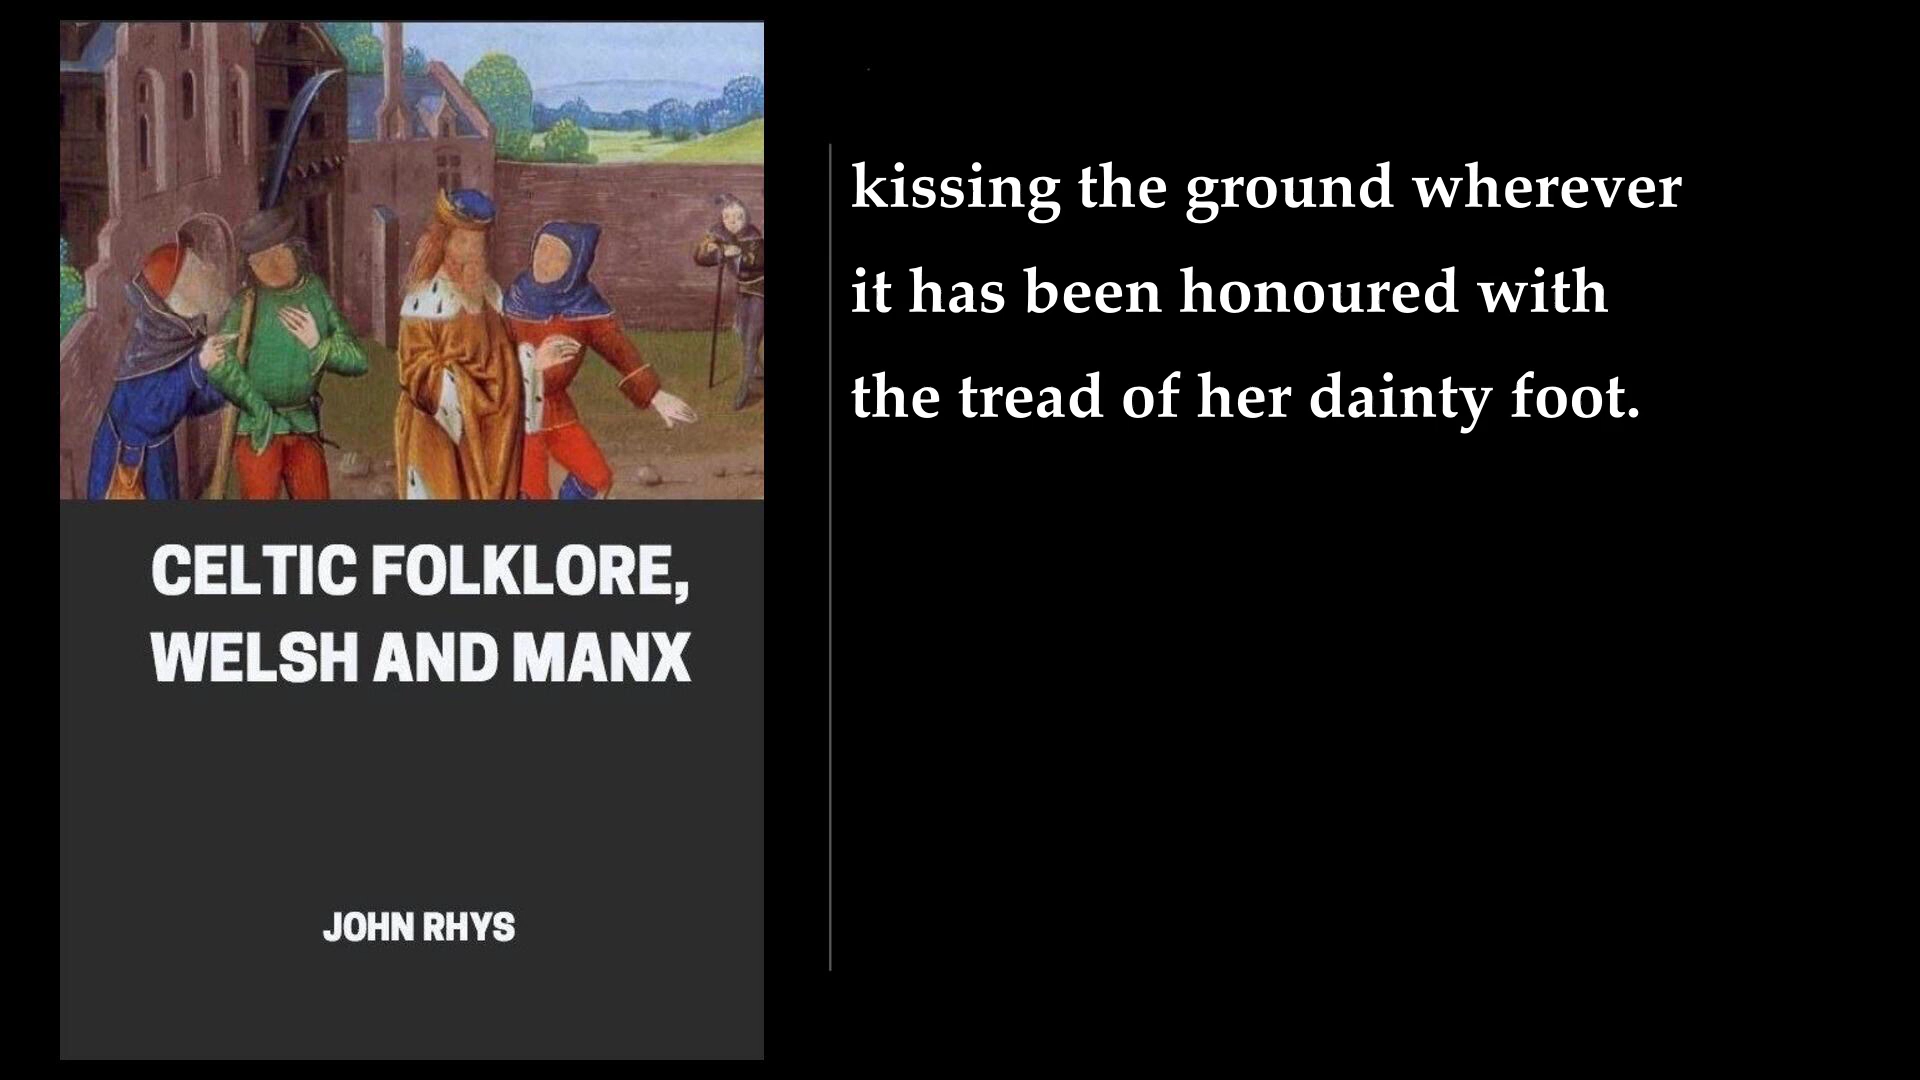 CELTIC FOLKLORE,
WELSH AND MANX
JOHN RHYS
kissing the ground wherever
it has been honoured with
the tread of her dainty foot.